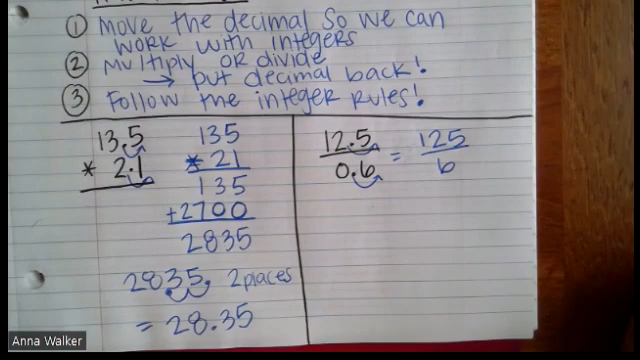 ① Move the decimal so we can
work with integers
② Multiply or divide
→ put decimal back!
③ Follow the integer rules!
13.5
* 2.1
135
* 21
135
+2700
2835
2835. 2 places
= 28.35
12.5 / 0.6 = 125 / 6
Anna Walker